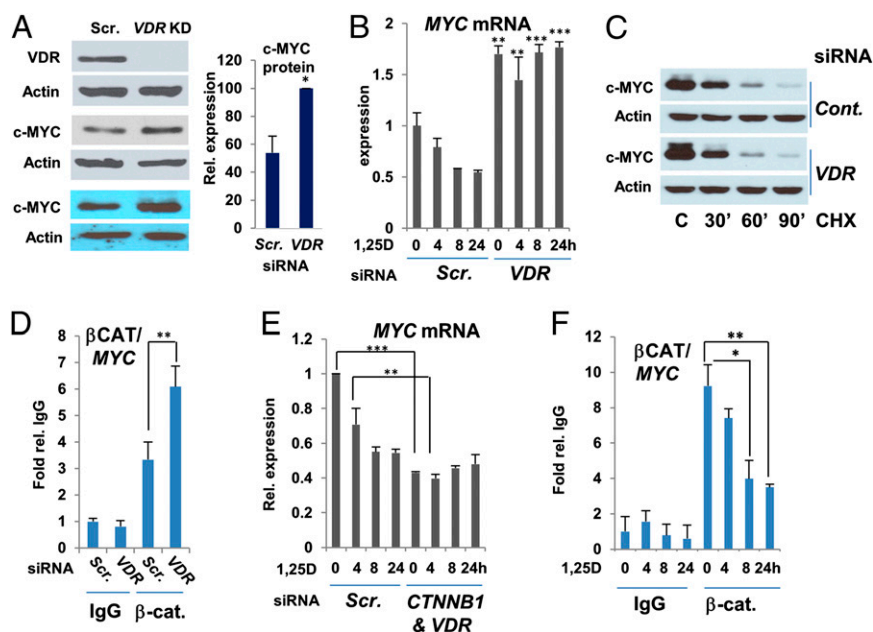 A
Scr. VDR KD
VDR
Actin
c-MYC
Actin
c-MYC
Actin
c-MYC
protein
Rel. expression
120
100
80
60
40
20
0
*
Scr. VDR
siRNA
B
MYC mRNA
expression
2
1.5
1
0.5
0
** ** *** ***
1,25D 0 4 8 24 0 4 8 24h
siRNA Scr. VDR
C
siRNA
c-MYC
Actin
Cont.
c-MYC
Actin
VDR
C 30' 60' 90' CHX
D
βCAT/
MYC
**
Fold rel. IgG
8
7
6
5
4
3
2
1
0
siRNA Scr. VDR Scr. VDR
IgG β-cat.
E
MYC mRNA
***
**
Rel. expression
1.2
1
0.8
0.6
0.4
0.2
0
1,25D 0 4 8 24 0 4 8 24h
siRNA Scr. CTNNB1
& VDR
F
βCAT/
MYC
**
*
Fold rel. IgG
12
10
8
6
4
2
0
1,25D 0 4 8 24 0 4 8 24h
IgG β-cat.